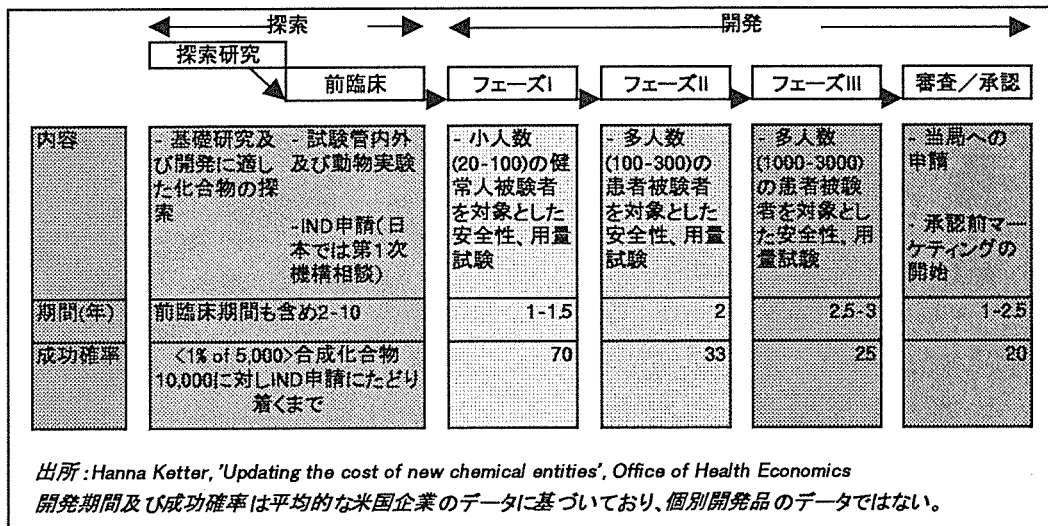 探索
開発
探索研究
前臨床
フェーズI
フェーズII
フェーズIII
審査／承認
内容
- 基礎研究及
び開発に適し
た化合物の探
索
- 試験管内外
及び動物実験
-IND申請(日
本では第1次
機構相談)
- 小人数
(20-100)の健
常人被験者
を対象とした
安全性、用量
試験
- 多人数
(100-300)の
患者被験者
を対象とした
安全性、用量
試験
- 多人数
(1000-3000)
の患者被験
者を対象とし
た安全性、用
量試験
- 当局への
申請
- 承認前マー
ケティングの
開始
期間(年)
前臨床期間も含め2-10
1-1.5
2
2.5-3
1-2.5
成功確率
<1% of 5,000>合成化合物
10,000に対しIND申請にたどり
着くまで
70
33
25
20
出所:Hanna Ketter, 'Updating the cost of new chemical entities', Office of Health Economics
開発期間及び成功確率は平均的な米国企業のデータに基づいており、個別開発品のデータではない。